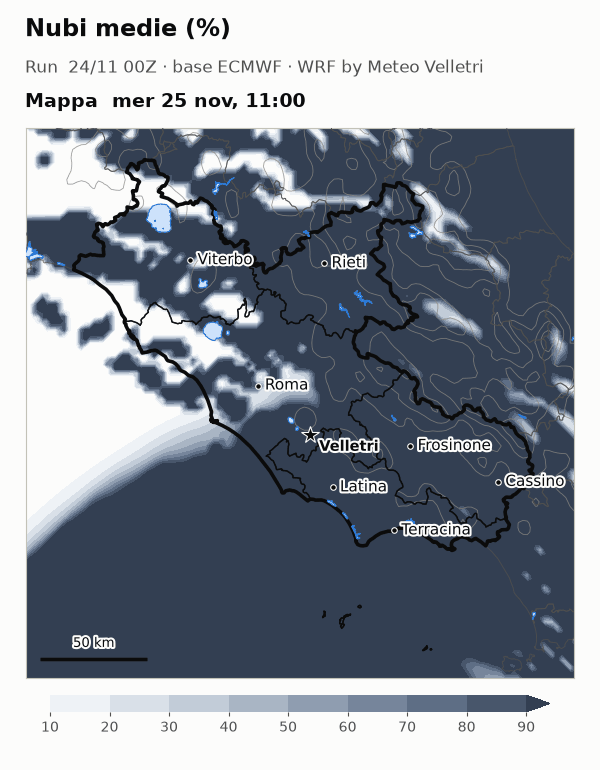 Nubi medie (%)
Run  24/11 00Z · base ECMWF · WRF by Meteo Velletri
Mappa  mer 25 nov, 11:00
Viterbo
Rieti
Roma
Velletri
Frosinone
Cassino
Latina
Terracina
50 km
10 20 30 40 50 60 70 80 90